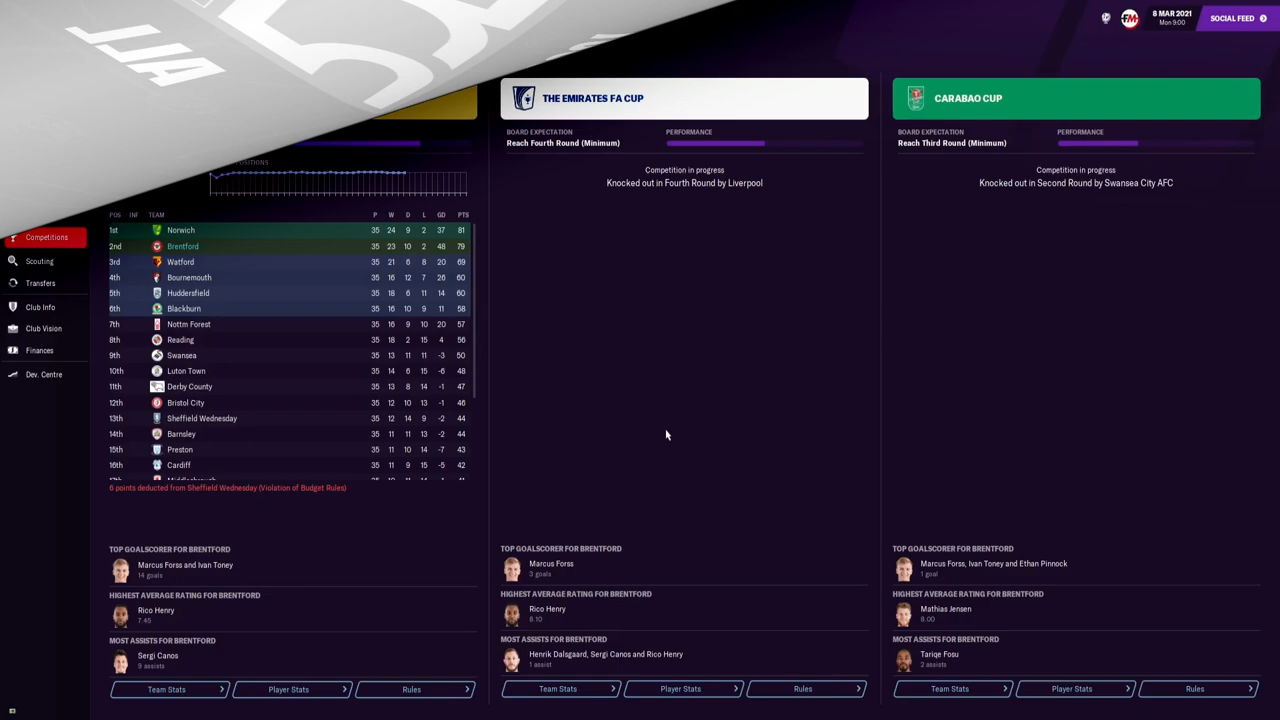 JAN
8 MAR 2021
Mon 9:00
SOCIAL FEED
FM
THE EMIRATES FA CUP
CARABAO CUP
BOARD EXPECTATION PERFORMANCE
Reach Fourth Round (Minimum)
BOARD EXPECTATION PERFORMANCE
Reach Third Round (Minimum)
Competition in progress
Knocked out in Fourth Round by Liverpool
Competition in progress
Knocked out in Second Round by Swansea City AFC
Competitions
Scouting
Transfers
Club Info
Club Vision
Finances
Dev. Centre
POSITIONS
POS INF TEAM P W D L GD PTS
1st Norwich 35 24 9 2 37 81
2nd Brentford 35 23 10 2 48 79
3rd Watford 35 21 6 8 20 69
4th Bournemouth 35 16 12 7 26 60
5th Huddersfield 35 18 6 11 14 60
6th Blackburn 35 16 10 9 11 58
7th Nottm Forest 35 16 9 10 20 57
8th Reading 35 18 2 15 4 56
9th Swansea 35 13 11 11 -3 50
10th Luton Town 35 14 6 15 -6 48
11th Derby County 35 13 8 14 -1 47
12th Bristol City 35 12 10 13 -1 46
13th Sheffield Wednesday 35 12 14 9 -2 44
14th Barnsley 35 11 11 13 -2 44
15th Preston 35 11 10 14 -7 43
16th Cardiff 35 11 9 15 -5 42
6 points deducted from Sheffield Wednesday (Violation of Budget Rules)
TOP GOALSCORER FOR BRENTFORD
Marcus Forss and Ivan Toney
14 goals
HIGHEST AVERAGE RATING FOR BRENTFORD
Rico Henry
7.45
MOST ASSISTS FOR BRENTFORD
Sergi Canos
9 assists
Team Stats Player Stats Rules
TOP GOALSCORER FOR BRENTFORD
Marcus Forss
3 goals
HIGHEST AVERAGE RATING FOR BRENTFORD
Rico Henry
8.10
MOST ASSISTS FOR BRENTFORD
Henrik Dalsgaard, Sergi Canos and Rico Henry
1 assist
Team Stats Player Stats Rules
TOP GOALSCORER FOR BRENTFORD
Marcus Forss, Ivan Toney and Ethan Pinnock
1 goal
HIGHEST AVERAGE RATING FOR BRENTFORD
Mathias Jensen
8.00
MOST ASSISTS FOR BRENTFORD
Tariqe Fosu
2 assists
Team Stats Player Stats Rules